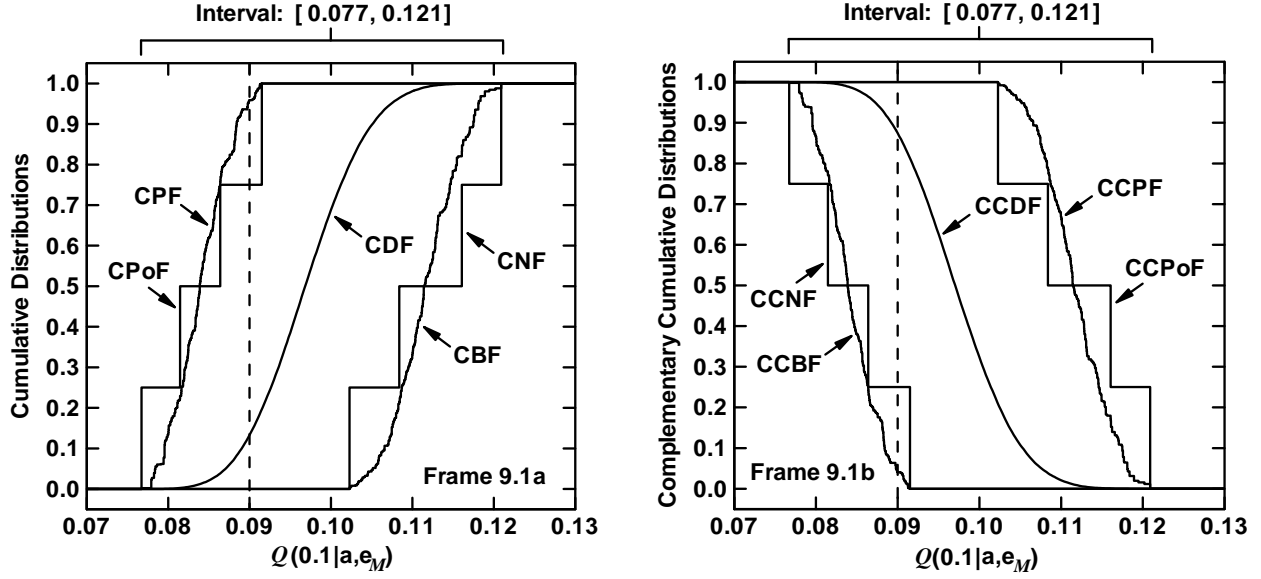 Interval: [ 0.077, 0.121]
Cumulative Distributions
1.0
0.9
0.8
0.7
0.6
0.5
0.4
0.3
0.2
0.1
0.0
CPF
CPoF
CDF
CNF
CBF
Frame 9.1a
0.07 0.08 0.09 0.10 0.11 0.12 0.13
Q(0.1|a,eM)
Interval: [ 0.077, 0.121]
Complementary Cumulative Distributions
1.0
0.9
0.8
0.7
0.6
0.5
0.4
0.3
0.2
0.1
0.0
CCDF
CCPF
CCNF
CCPoF
CCBF
Frame 9.1b
0.07 0.08 0.09 0.10 0.11 0.12 0.13
Q(0.1|a,eM)